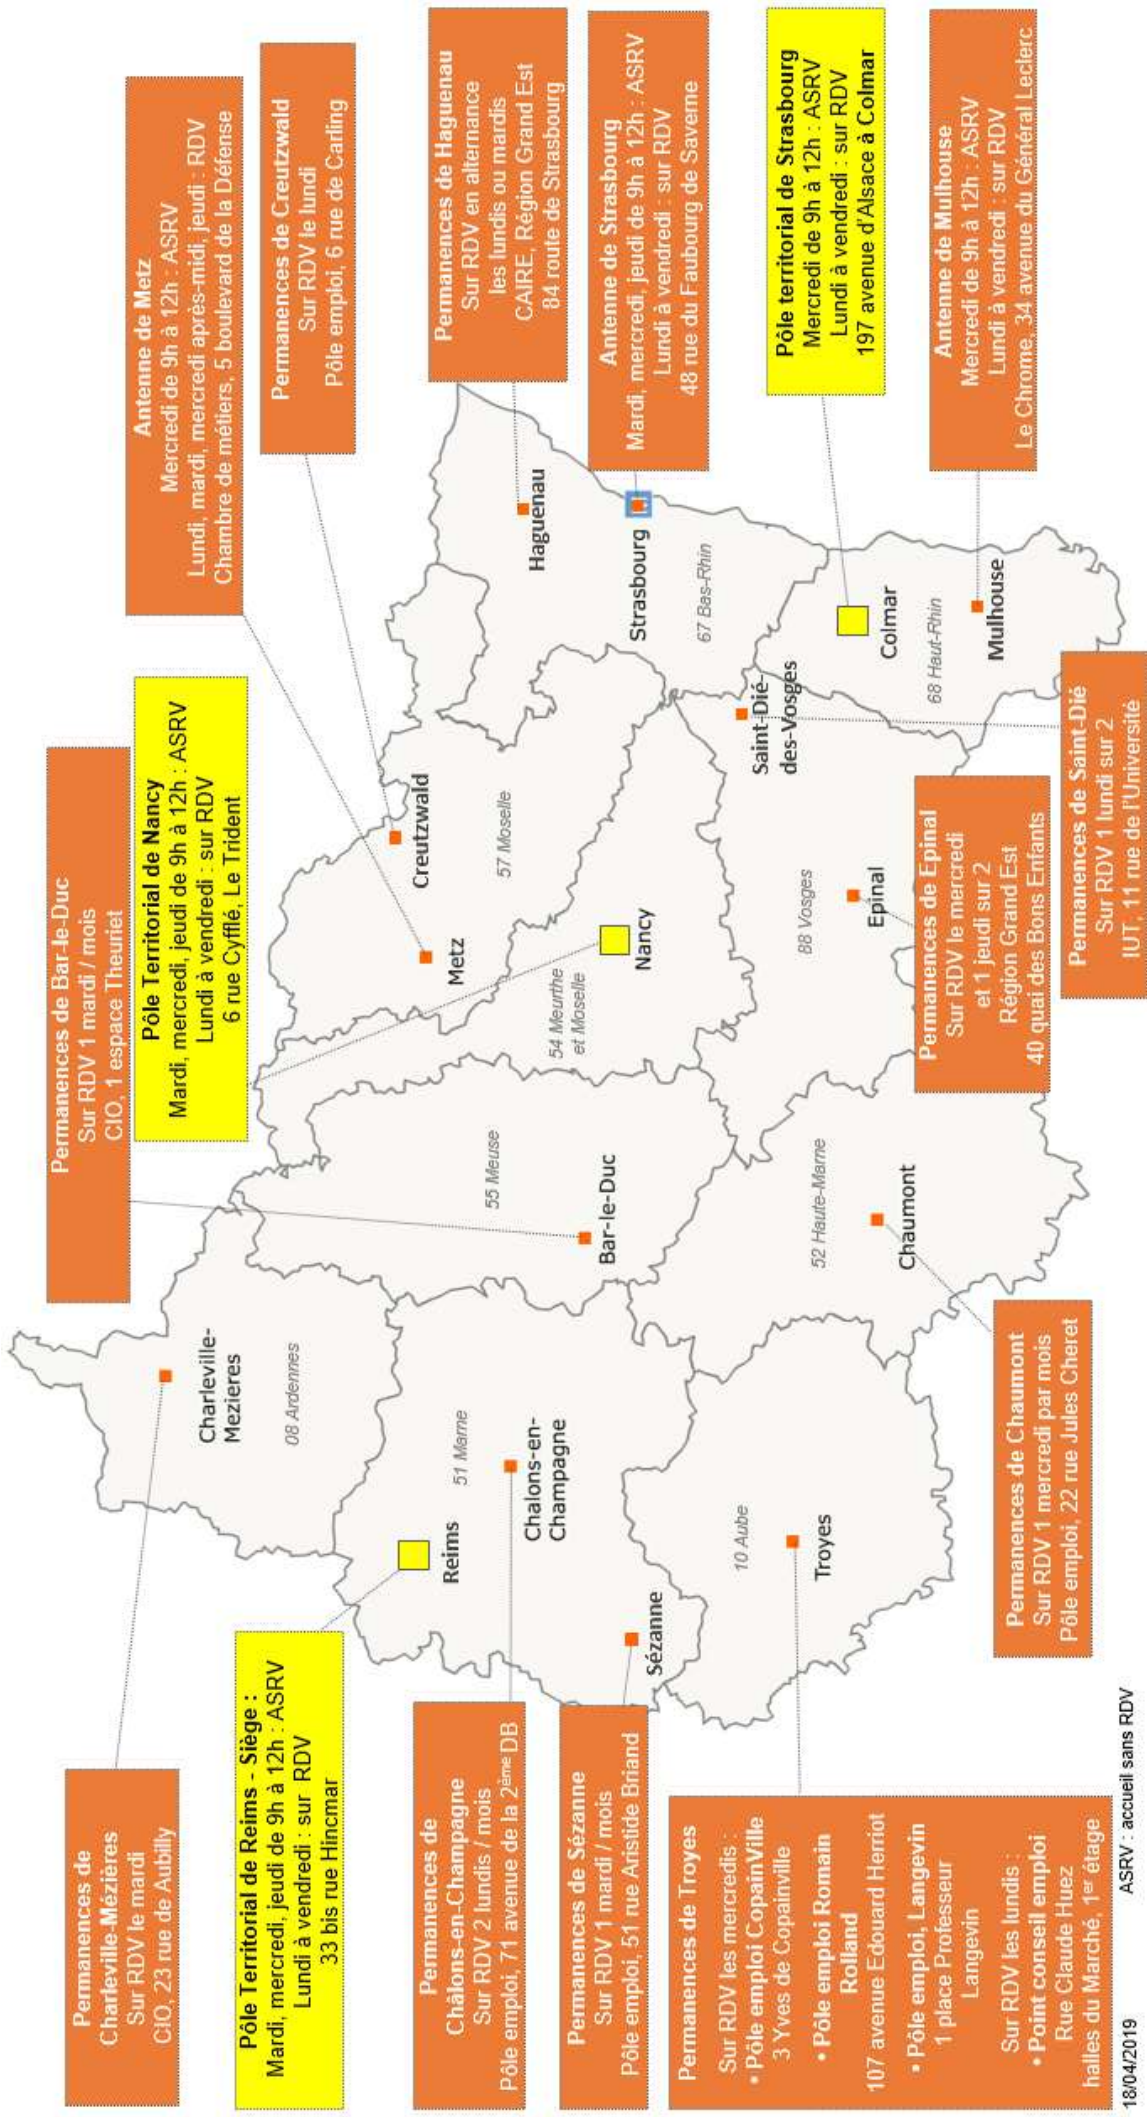 Permanences de
Charleville-Mézières
Sur RDV le mardi
CIO, 23 rue de Aubilly
Pôle Territorial de Reims - Siège :
Mardi, mercredi, jeudi de 9h à 12h : ASRV
Lundi à vendredi : sur RDV
33 bis rue Hincmar
Permanences de
Châlons-en-Champagne
Sur RDV 2 lundis / mois
Pôle emploi, 71 avenue de la 2ème DB
Permanences de Sézanne
Sur RDV 1 mardi / mois
Pôle emploi, 51 rue Aristide Briand
Permanences de Troyes
Sur RDV les mercredis :
• Pôle emploi CopainVille
3 Yves de Copainville
• Pôle emploi Romain
Rolland
107 avenue Edouard Herriot
• Pôle emploi, Langevin
1 place Professeur
Langevin
Sur RDV les lundis :
• Point conseil emploi
Rue Claude Huez
halles du Marché, 1er étage
Permanences de Bar-le-Duc
Sur RDV 1 mardi / mois
CIO, 1 espace Theuriet
Pôle Territorial de Nancy
Mardi, mercredi, jeudi de 9h à 12h : ASRV
Lundi à vendredi : sur RDV
6 rue Cyfflé, Le Trident
Antenne de Metz
Mercredi de 9h à 12h : ASRV
Lundi, mardi, mercredi après-midi, jeudi : RDV
Chambre de métiers, 5 boulevard de la Défense
Permanences de Creutzwald
Sur RDV le lundi
Pôle emploi, 6 rue de Carling
Permanences de Haguenau
Sur RDV en alternance
les lundis ou mardis
CAIRE, Région Grand Est
84 route de Strasbourg
Antenne de Strasbourg
Mardi, mercredi, jeudi de 9h à 12h : ASRV
Lundi à vendredi : sur RDV
48 rue du Faubourg de Saverne
Pôle territorial de Strasbourg
Mercredi de 9h à 12h : ASRV
Lundi à vendredi : sur RDV
197 avenue d'Alsace à Colmar
Antenne de Mulhouse
Mercredi de 9h à 12h : ASRV
Lundi à vendredi : sur RDV
Le Chrome, 34 avenue du Général Leclerc
Charleville-
Mezieres
08 Ardennes
Reims
51 Marne
Chalons-en-
Champagne
Sézanne
10 Aube
Troyes
55 Meuse
Bar-le-Duc
52 Haute-Marne
Chaumont
Metz
Creutzwald
57 Moselle
54 Meurthe
et Moselle
Nancy
88 Vosges
Epinal
Saint-Dié-
des-Vosges
Haguenau
Strasbourg
67 Bas-Rhin
Colmar
68 Haut-Rhin
Mulhouse
Permanences de Chaumont
Sur RDV 1 mercredi par mois
Pôle emploi, 22 rue Jules Cheret
Permanences de Epinal
Sur RDV le mercredi
et 1 jeudi sur 2
Région Grand Est
40 quai des Bons Enfants
Permanences de Saint-Dié
Sur RDV 1 lundi sur 2
IUT, 11 rue de l'Université
18/04/2019
ASRV : accueil sans RDV